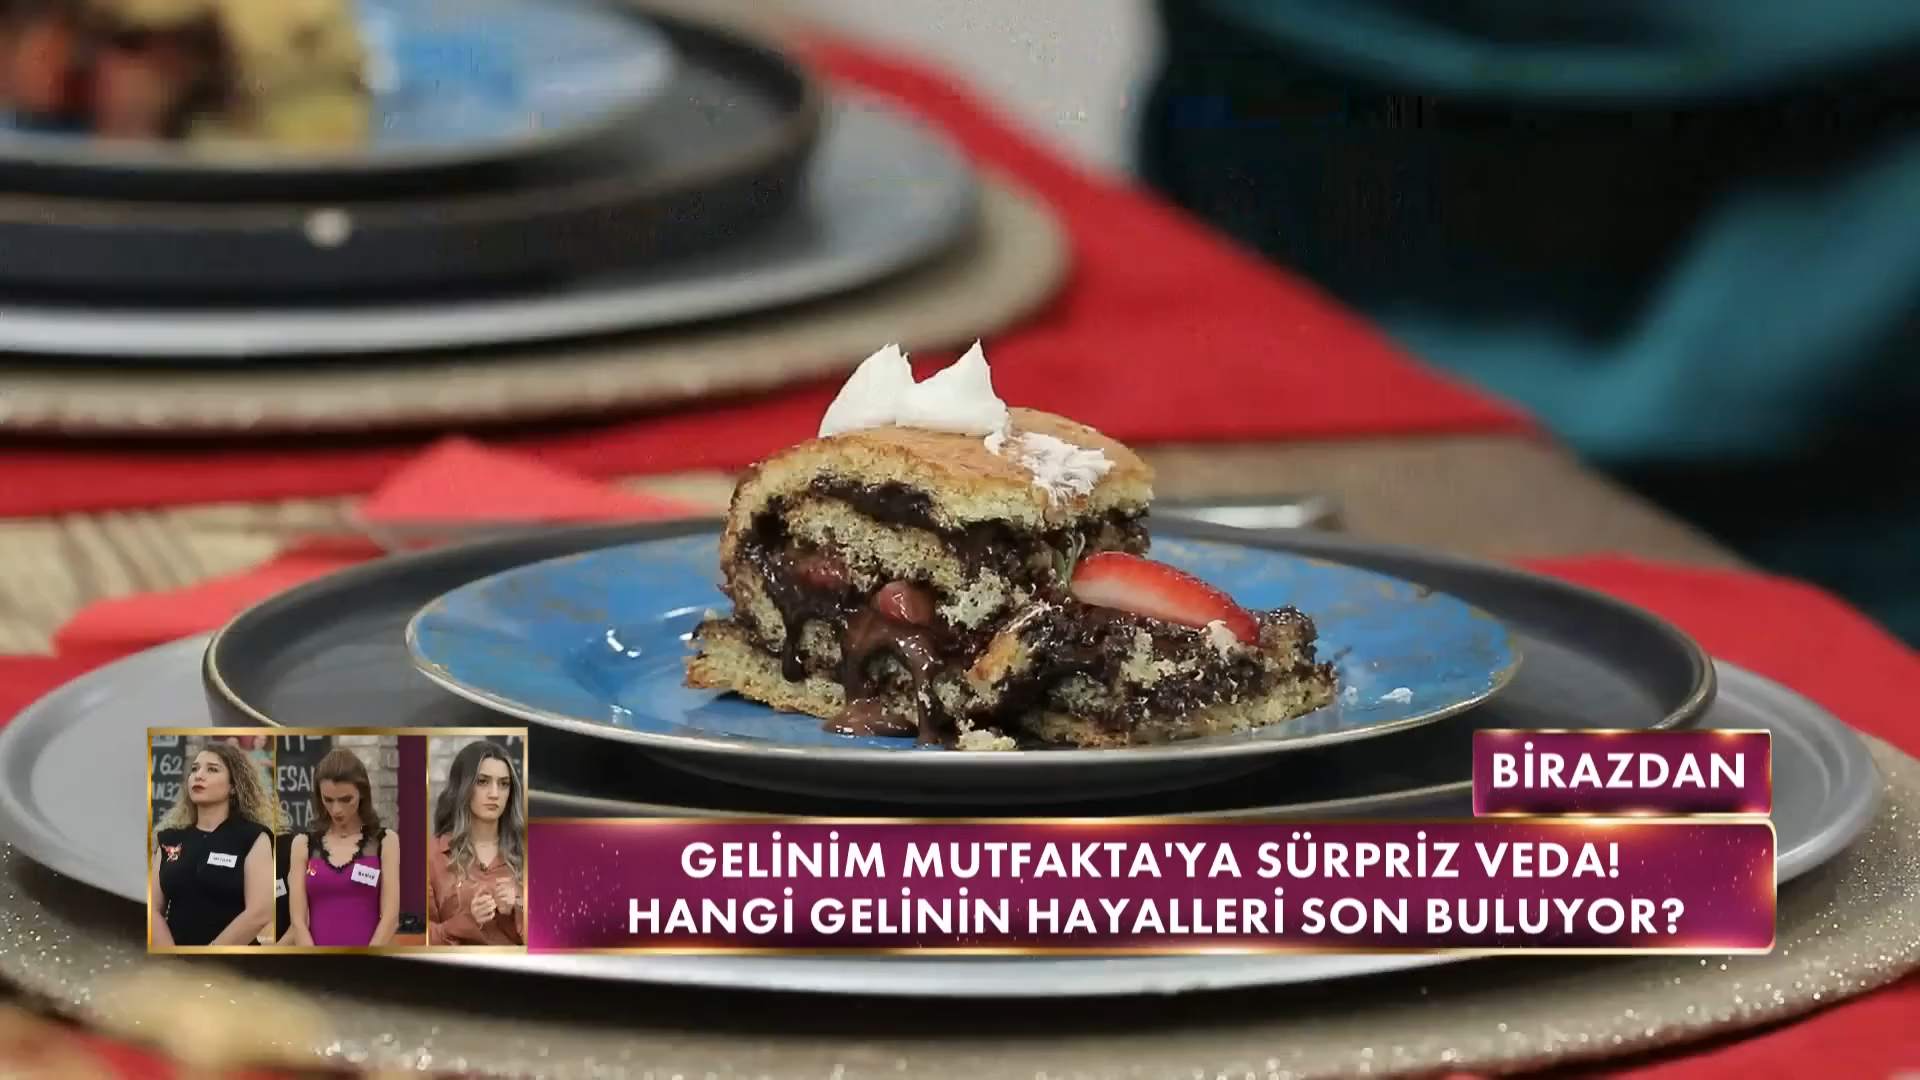 BİRAZDAN
GELİNİM MUTFAKTA'YA SÜRPRİZ VEDA!
HANGİ GELİNİN HAYALLERİ SON BULUYOR?